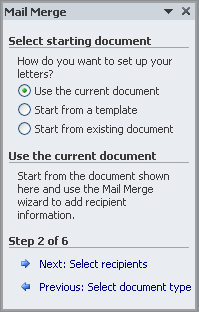 Mail Merge
Select starting document
How do you want to set up your
letters?
Use the current document
Start from a template
Start from existing document
Use the current document
Start from the document shown
here and use the Mail Merge
wizard to add recipient
information.
Step 2 of 6
Next: Select recipients
Previous: Select document type